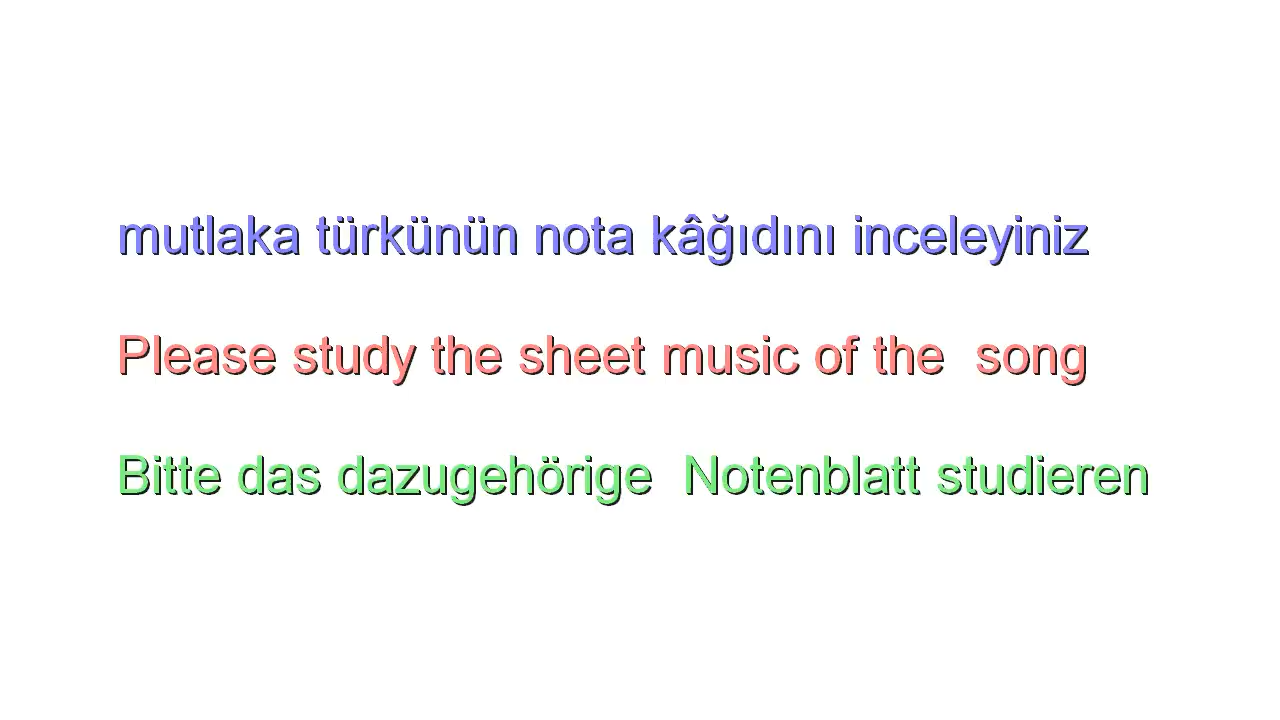 mutlaka türkünün nota kâğıdını inceleyiniz
Please study the sheet music of the  song
Bitte das dazugehörige  Notenblatt studieren